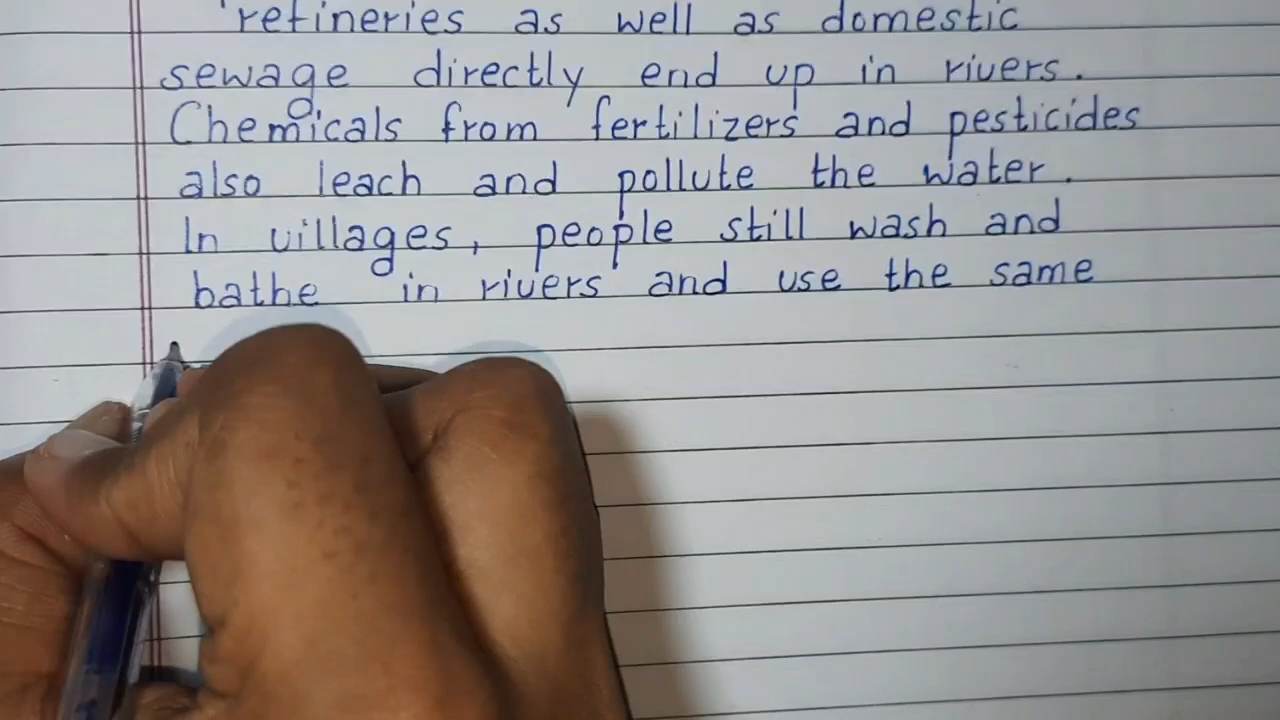 refineries as well as domestic
sewage directly end up in rivers.
Chemicals from fertilizers and pesticides
also leach and pollute the water.
In villages, people still wash and
bathe in rivers and use the same